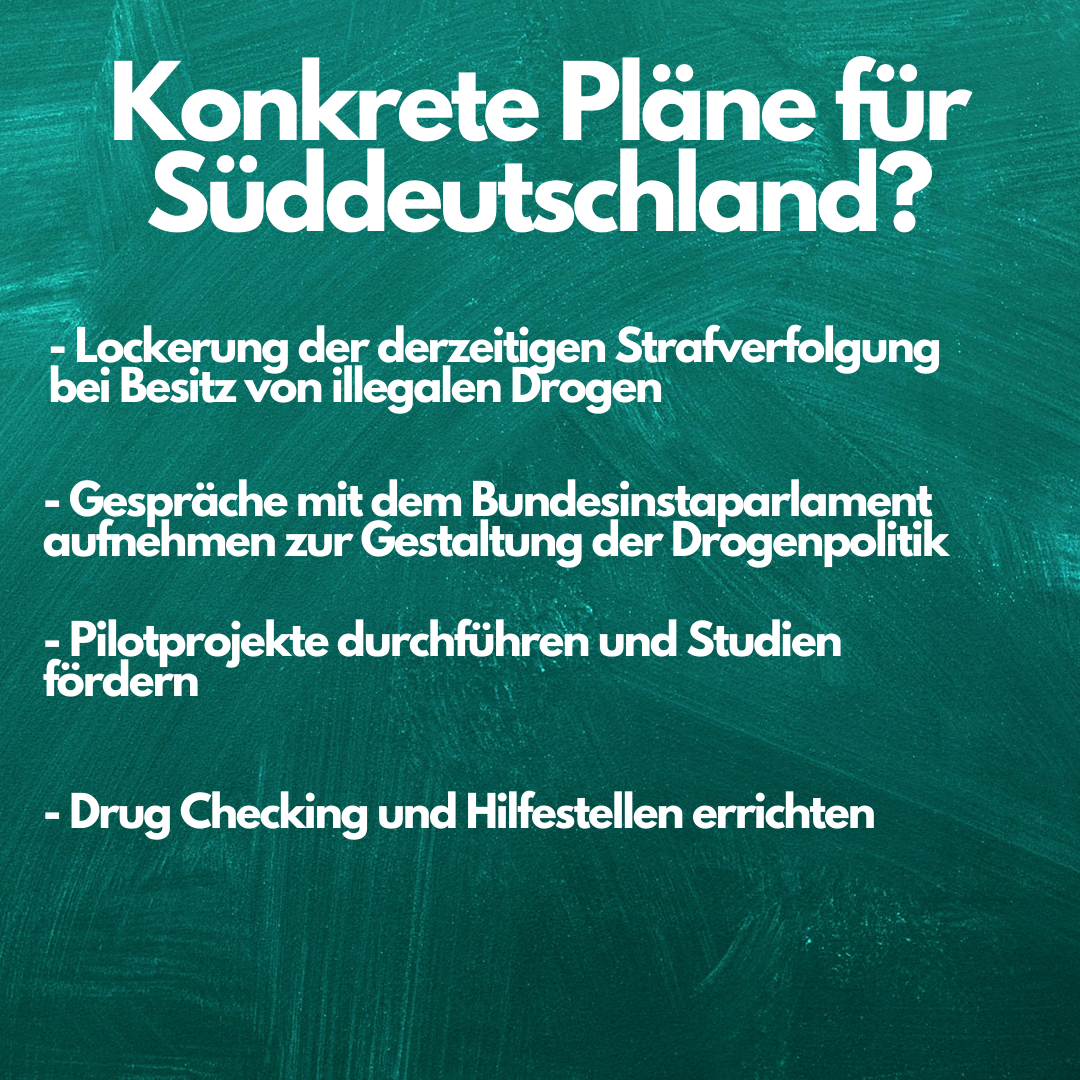 Konkrete Pläne für
Süddeutschland?
- Lockerung der derzeitigen Strafverfolgung
bei Besitz von illegalen Drogen
- Gespräche mit dem Bundesinstaparlament
aufnehmen zur Gestaltung der Drogenpolitik
- Pilotprojekte durchführen und Studien
fördern
- Drug Checking und Hilfestellen errichten